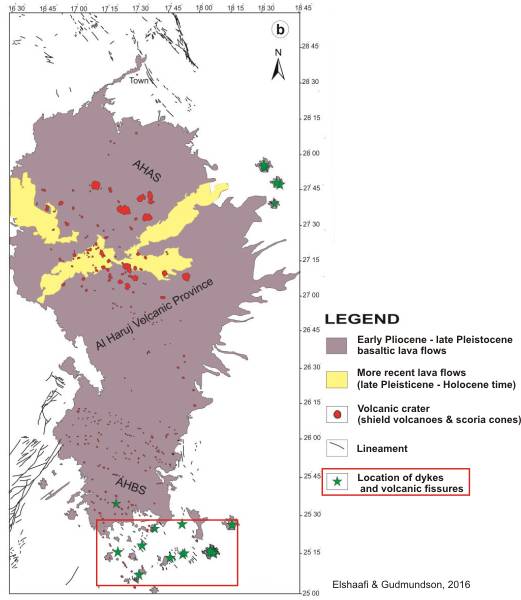 16 30 16 45 17 00 17 15 17 30 17 45 18 00 18 15 18 30 18 45
b
N
28 45
28 30
28 15
28 00
27 45
27 30
27 15
27 00
26 45
26 30
26 15
26 00
25 45
25 30
25 15
25 00
Town
AHAS
Al Haruj Volcanic Province
AHBS
LEGEND
Early Pliocene - late Pleistocene
basaltic lava flows
More recent lava flows
(late Pleisticene - Holocene time)
Volcanic crater
(shield volcanoes & scoria cones)
Lineament
Location of dykes
and volcanic fissures
Elshaafi & Gudmundson, 2016